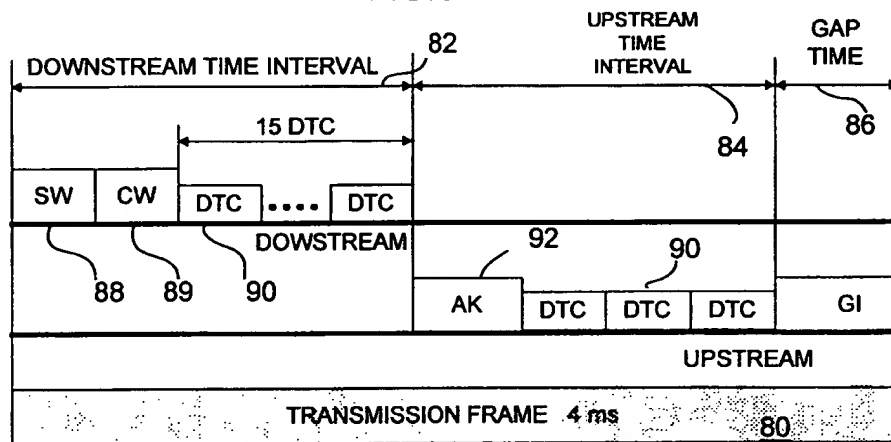 DOWNSTREAM TIME INTERVAL
82
UPSTREAM
TIME
INTERVAL
GAP
TIME
15 DTC
84
86
SW
CW
DTC
....
DTC
DOWSTREAM
88
89
90
92
90
AK
DTC
DTC
DTC
GI
UPSTREAM
TRANSMISSION FRAME 4 ms
80